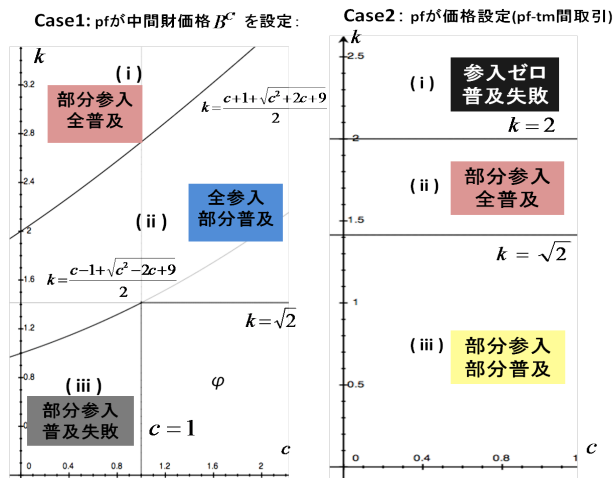 Case1: pfが中間財価格 B^c を設定:
k
3.2
(i)
部分参入
全普及
k=\frac{c+1+\sqrt{c^2+2c+9}}{2}
2.8
2.4
全参入
部分普及
(ii)
2
k=\frac{c-1+\sqrt{c^2-2c+9}}{2}
1.6
k=√2
1.2
0.8
(iii)
φ
部分参入
普及失敗
c=1
c
0
0.4
0.8
1.2
1.6
2
Case2: pfが価格設定(pf-tm間取引)
k
2.5
(i)
参入ゼロ
普及失敗
k=2
2
(ii)
部分参入
全普及
1.5
k = √2
1
(iii)
部分参入
部分普及
0.5
c
0
0.4
0.8
1